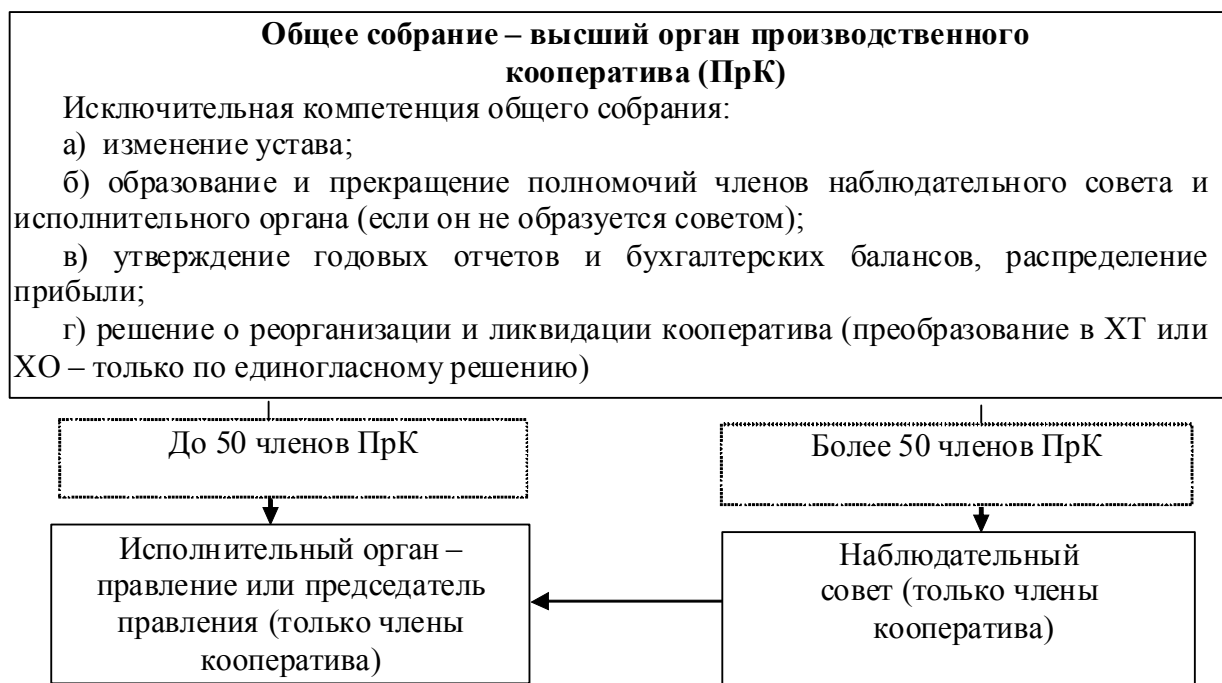 Общее собрание – высший орган производственного
кооператива (ПрК)
Исключительная компетенция общего собрания:
а) изменение устава;
б) образование и прекращение полномочий членов наблюдательного совета и
исполнительного органа (если он не образуется советом);
в) утверждение годовых отчетов и бухгалтерских балансов, распределение
прибыли;
г) решение о реорганизации и ликвидации кооператива (преобразование в ХТ или
ХО – только по единогласному решению)
До 50 членов ПрК
Более 50 членов ПрК
Исполнительный орган –
правление или председатель
правления (только члены
кооператива)
Наблюдательный
совет (только члены
кооператива)